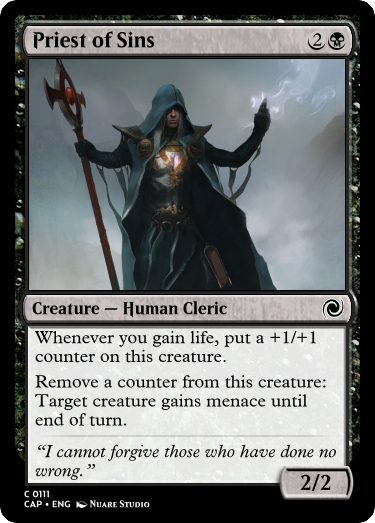 Priest of Sins 2
Creature — Human Cleric
Whenever you gain life, put a +1/+1
counter on this creature.
Remove a counter from this creature:
Target creature gains menace until
end of turn.
“I cannot forgive those who have done no
wrong.”
2/2
C 0111
CAP • ENG Nuare Studio